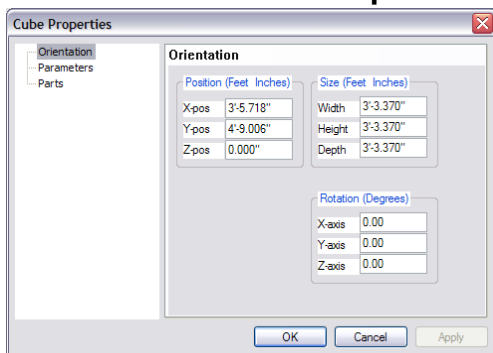 Cube Properties
Orientation
Parameters
Parts
Orientation
Position (Feet Inches)
X-pos 3'-5.718"
Y-pos 4'-9.006"
Z-pos 0.000"
Size (Feet Inches)
Width 3'-3.370"
Height 3'-3.370"
Depth 3'-3.370"
Rotation (Degrees)
X-axis 0.00
Y-axis 0.00
Z-axis 0.00
OK Cancel Apply